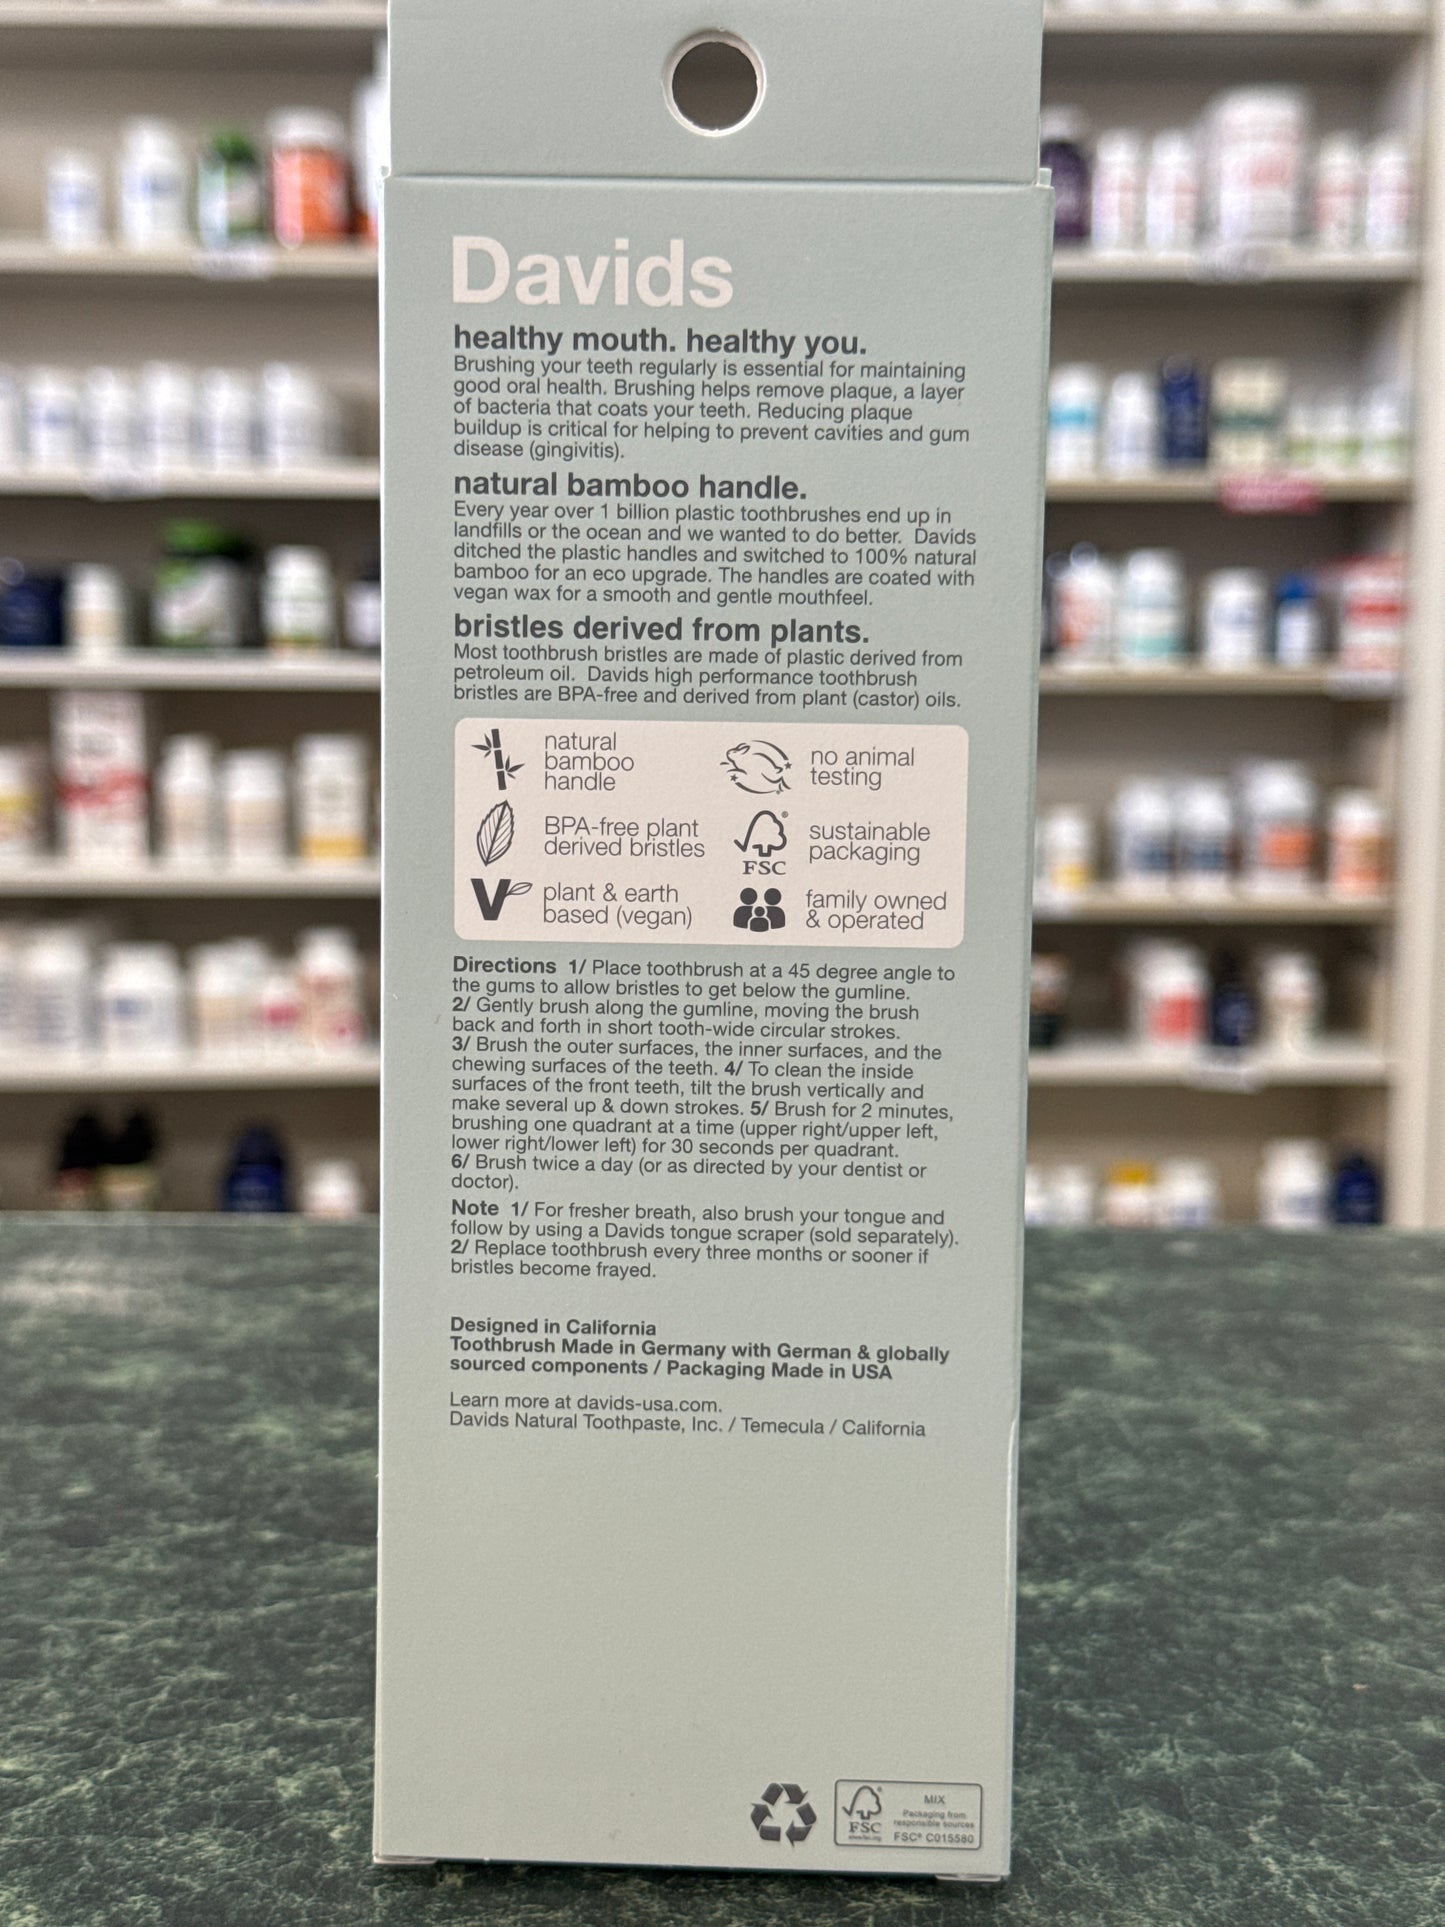 Davids
healthy mouth. healthy you.
Brushing your teeth regularly is essential for maintaining
good oral health. Brushing helps remove plaque, a layer
of bacteria that coats your teeth. Reducing plaque
buildup is critical for helping to prevent cavities and gum
disease (gingivitis).
natural bamboo handle.
Every year over 1 billion plastic toothbrushes end up in
landfills or the ocean and we wanted to do better. Davids
ditched the plastic handles and switched to 100% natural
bamboo for an eco upgrade. The handles are coated with
vegan wax for a smooth and gentle mouthfeel.
bristles derived from plants.
Most toothbrush bristles are made of plastic derived from
petroleum oil. Davids high performance toothbrush
bristles are BPA-free and derived from plant (castor) oils.
natural
bamboo
handle
no animal
testing
BPA-free plant
derived bristles
FSC
sustainable
packaging
V
plant & earth
based (vegan)
family owned
& operated
Directions 1/ Place toothbrush at a 45 degree angle to
the gums to allow bristles to get below the gumline.
2/ Gently brush along the gumline, moving the brush
back and forth in short tooth-wide circular strokes.
3/ Brush the outer surfaces, the inner surfaces, and the
chewing surfaces of the teeth. 4/ To clean the inside
surfaces of the front teeth, tilt the brush vertically and
make several up & down strokes. 5/ Brush for 2 minutes,
brushing one quadrant at a time (upper right/upper left,
lower right/lower left) for 30 seconds per quadrant.
6/ Brush twice a day (or as directed by your dentist or
doctor).
Note 1/ For fresher breath, also brush your tongue and
follow by using a Davids tongue scraper (sold separately).
2/ Replace toothbrush every three months or sooner if
bristles become frayed.
Designed in California
Toothbrush Made in Germany with German & globally
sourced components / Packaging Made in USA
Learn more at davids-usa.com.
Davids Natural Toothpaste, Inc. / Temecula / California
FSC
www.fsc.org
MIX
Packaging from
responsible sources
FSC® C015580